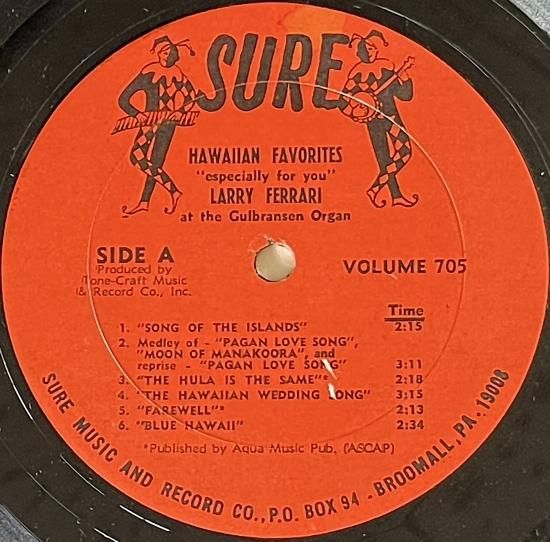 SURE
HAWAIIAN FAVORITES
"especially for you"
LARRY FERRARI
at the Gulbransen Organ
SIDE A
Produced by
Tone-Craft Music
& Record Co., Inc.
VOLUME 705
Time
1. "SONG OF THE ISLANDS" 2:15
2. Medley of - "PAGAN LOVE SONG",
"MOON OF MANAKOORA", and
reprise - "PAGAN LOVE SONG" 3:11
3. "THE HULA IS THE SAME"* 2:18
4. "THE HAWAIIAN WEDDING SONG" 3:15
5. "FAREWELL"* 2:13
6. "BLUE HAWAII" 2:34
*Published by Aqua Music Pub. (ASCAP)
SURE MUSIC AND RECORD CO., P.O. BOX 94 - BROOMALL, PA. 19008